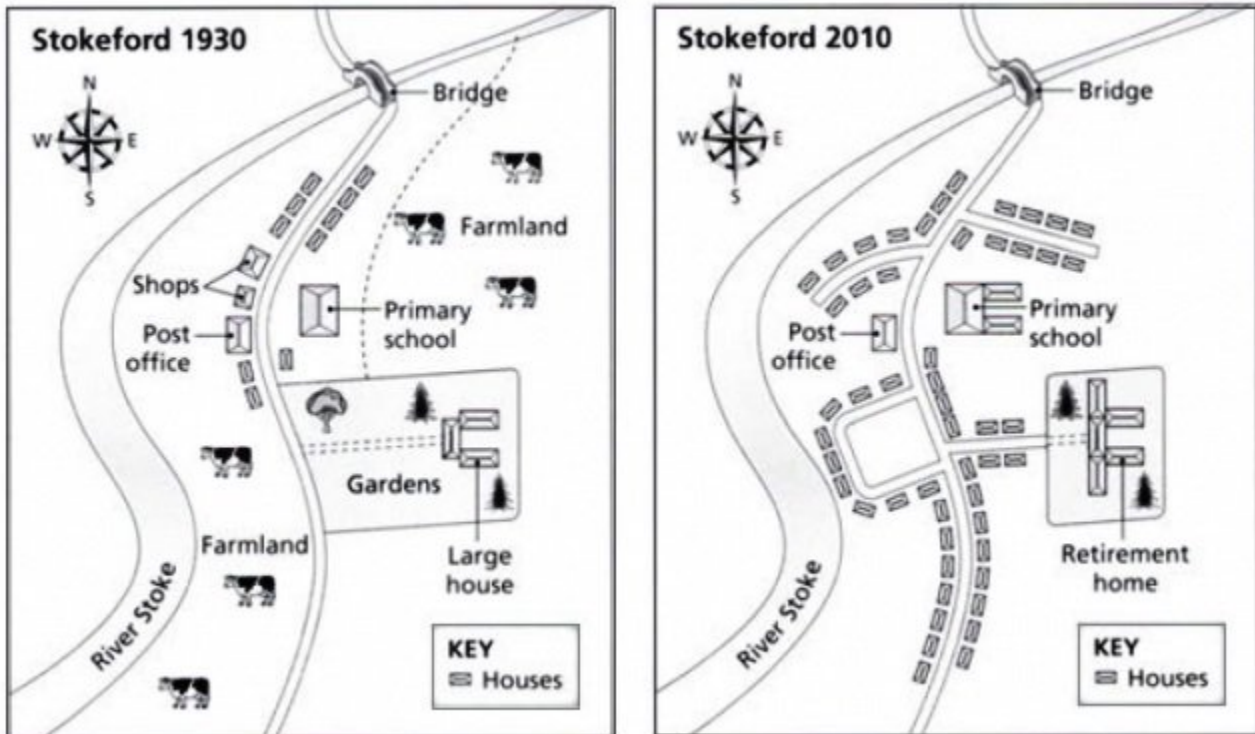 Stokeford 1930
N
W E
S
Bridge
Farmland
Shops
Primary
school
Post
office
Gardens
Farmland
Large
house
River Stoke
KEY
Houses
Stokeford 2010
N
W E
S
Bridge
Primary
school
Post
office
Retirement
home
River Stoke
KEY
Houses